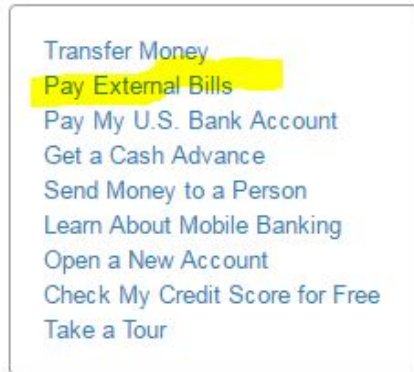 Transfer Money
Pay External Bills
Pay My U.S. Bank Account
Get a Cash Advance
Send Money to a Person
Learn About Mobile Banking
Open a New Account
Check My Credit Score for Free
Take a Tour